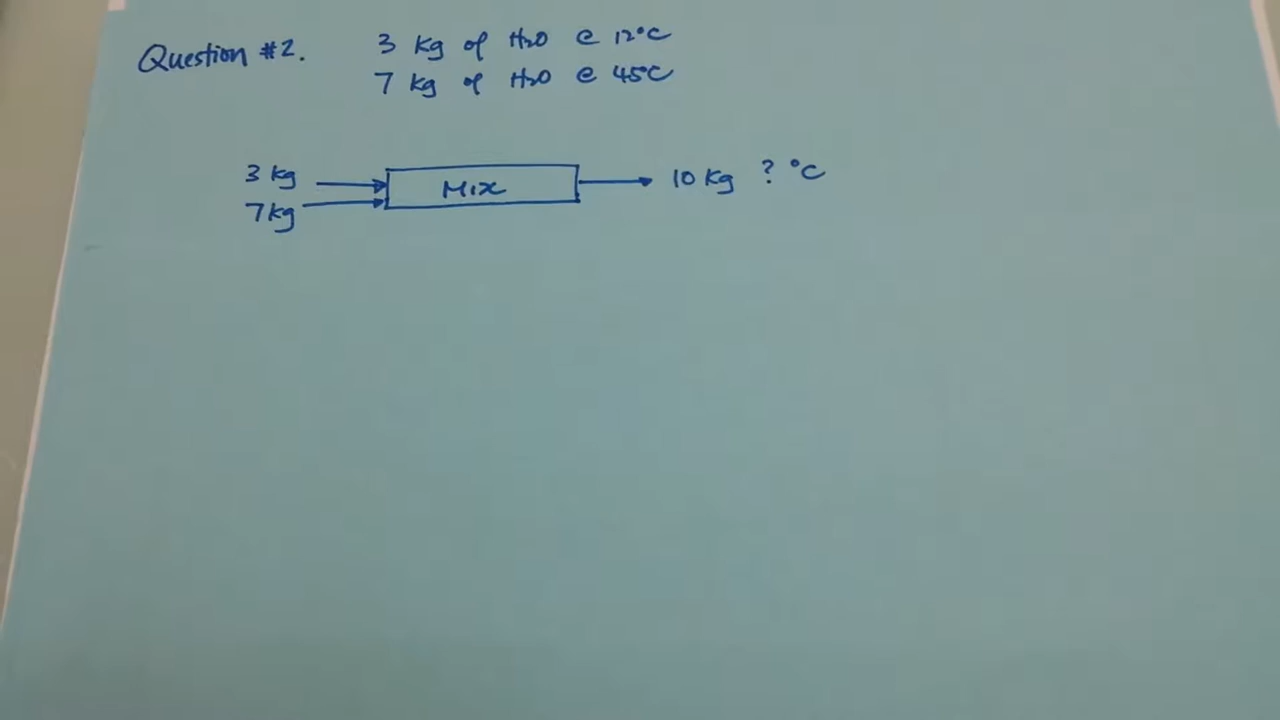 Question #2. 3 kg of H2O @ 12°C
7 kg of H2O @ 45°C
3 kg
Mix
10 kg ? °C
7 kg